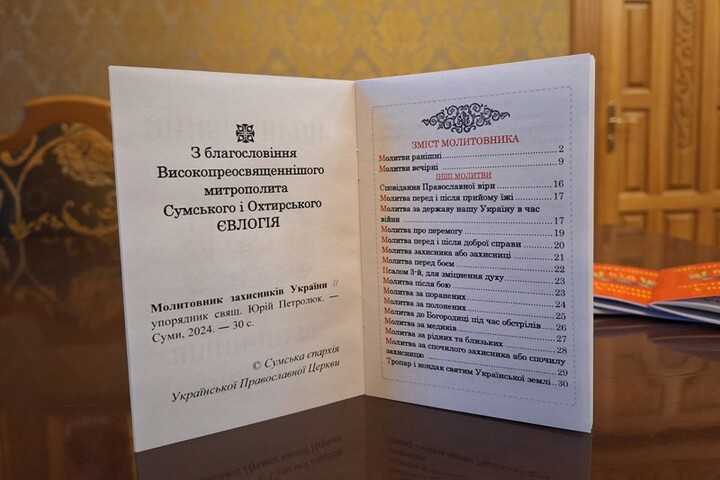 З благословіння
Високопреосвященнішого
митрополита
Сумського і Охтирського
ЄВЛОГІЯ
Молитовник захисників України //
упорядник свящ. Юрій Петролюк. —
Суми, 2024. — 30 с.
© Сумська єпархія
Української Православної Церкви
ЗМІСТ МОЛИТОВНИКА
Молитви ранішні 2
Молитви вечірні 9
ІНШІ МОЛИТВИ
Сповідання Православної віри 16
Молитва перед і після прийому їжі 17
Молитва за державу нашу Україну в час
війни 17
Молитва про перемогу 19
Молитва перед і після доброї справи 20
Молитва захисника або захисниці 21
Молитва перед боєм 22
Псалом 3-й, для зміцнення духу 23
Молитва після бою 23
Молитва за поранених 24
Молитва за полонених 25
Молитва до Богородиці під час обстрілів 26
Молитва за медиків 27
Молитва за рідних та близьких 28
Молитва за спочилого захисника або спочилу
захисницю 29
Тропар і кондак святим Української землі 30